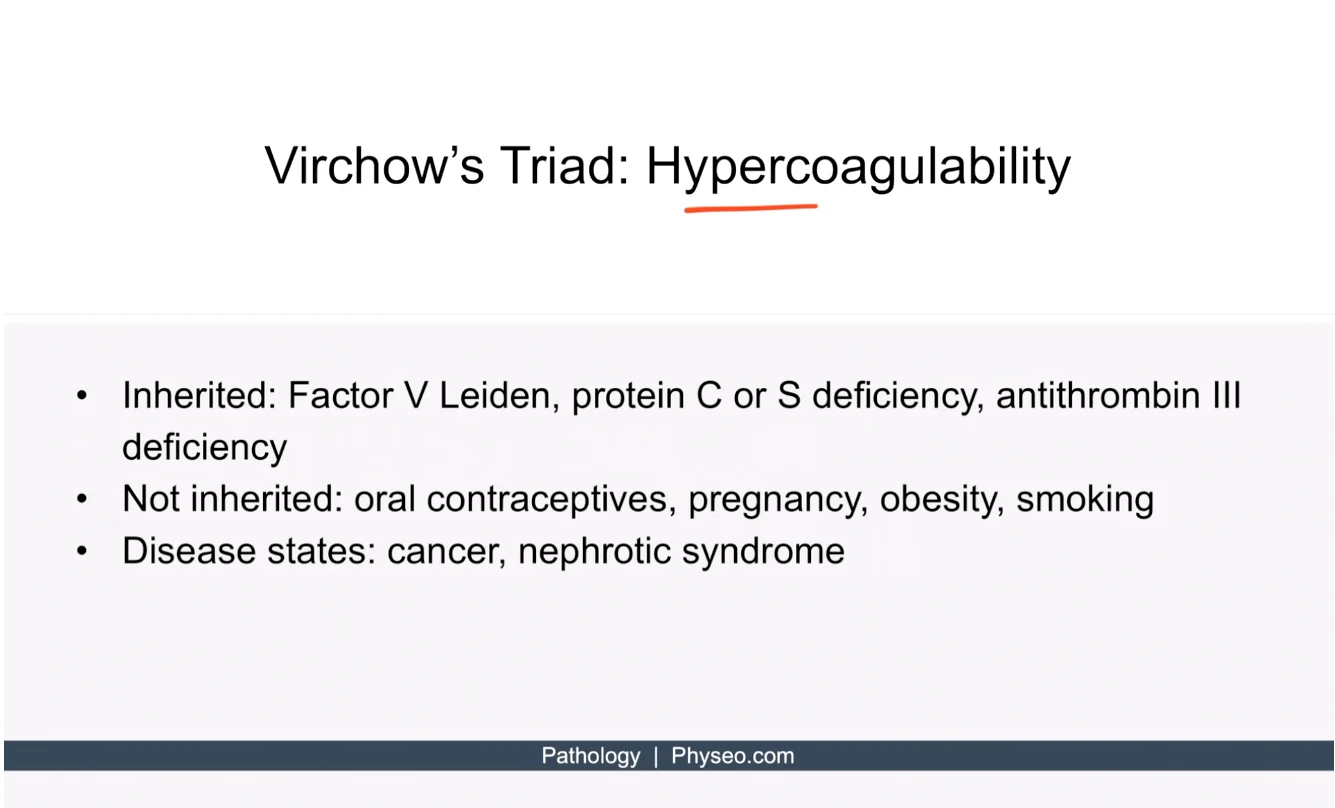 Virchow’s Triad: Hypercoagulability
• Inherited: Factor V Leiden, protein C or S deficiency, antithrombin III
deficiency
• Not inherited: oral contraceptives, pregnancy, obesity, smoking
• Disease states: cancer, nephrotic syndrome
Pathology | Physeo.com